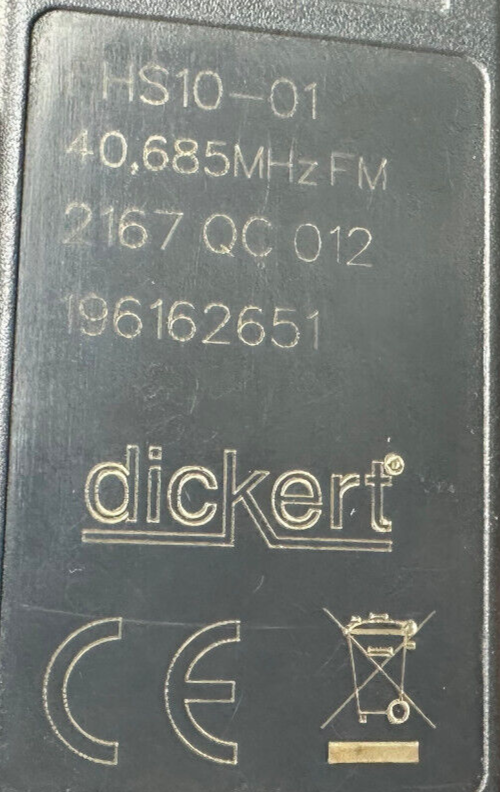 HS10-01
40,685MHz FM
2167 QC 012
196162651
dickert®
CE